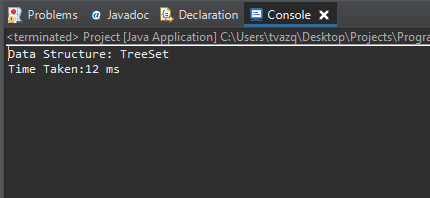 Problems @ Javadoc Declaration Console
<terminated> Project [Java Application] C:\Users\tvazq\Desktop\Projects\Progra
Data Structure: TreeSet
Time Taken:12 ms